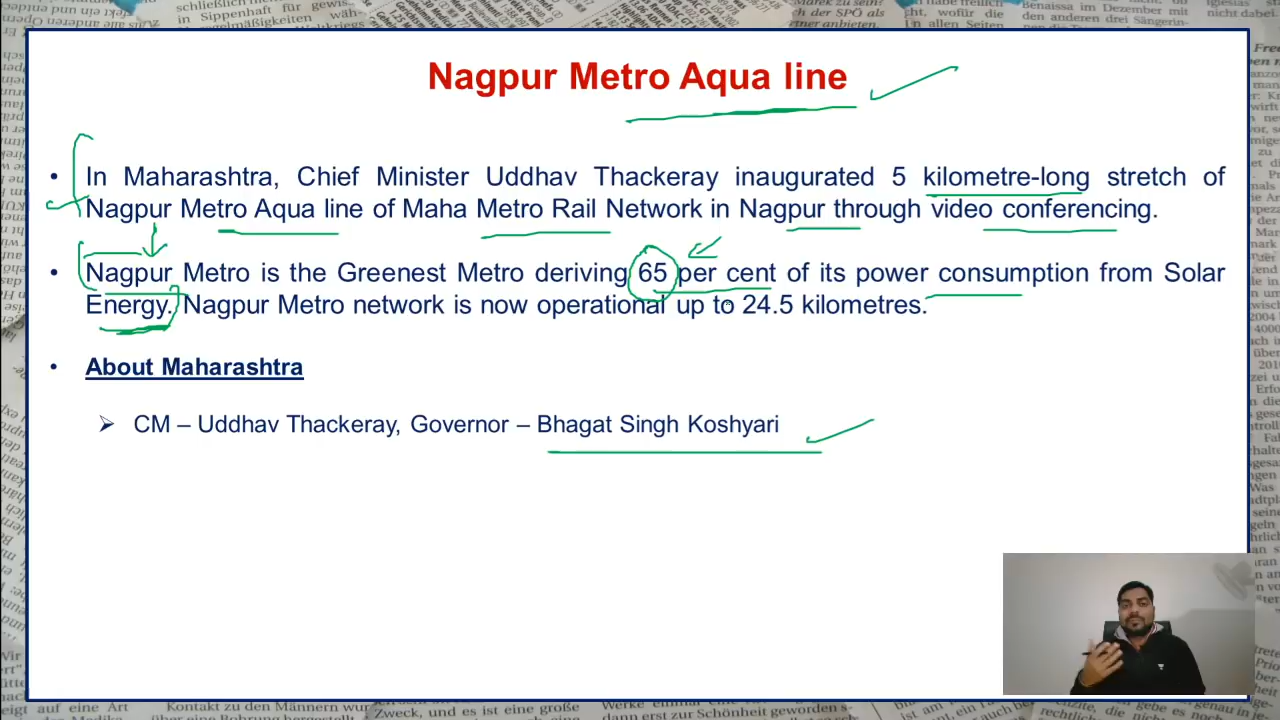 Nagpur Metro Aqua line
• In Maharashtra, Chief Minister Uddhav Thackeray inaugurated 5 kilometre-long stretch of
Nagpur Metro Aqua line of Maha Metro Rail Network in Nagpur through video conferencing.
• Nagpur Metro is the Greenest Metro deriving 65 per cent of its power consumption from Solar
Energy. Nagpur Metro network is now operational up to 24.5 kilometres.
• About Maharashtra
➢ CM – Uddhav Thackeray, Governor – Bhagat Singh Koshyari